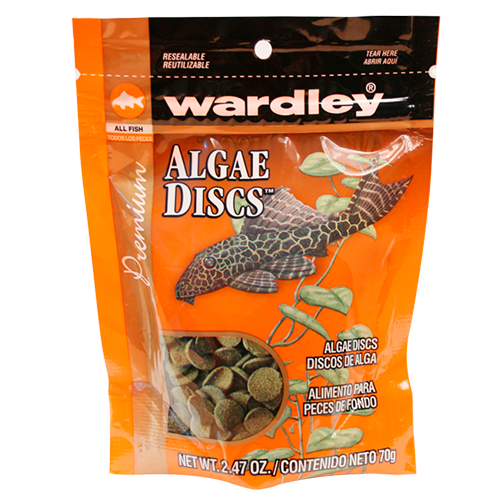 RESEALABLE
REUTILIZABLE
TEAR HERE
ABRIR AQUÍ
wardley®
ALL FISH
TODOS LOS PECES
Premium
ALGAE
DISCS™
ALGAE DISCS
DISCOS DE ALGA
ALIMENTO PARA
PECES DE FONDO
NET WT. 2.47 OZ. / CONTENIDO NETO 70g